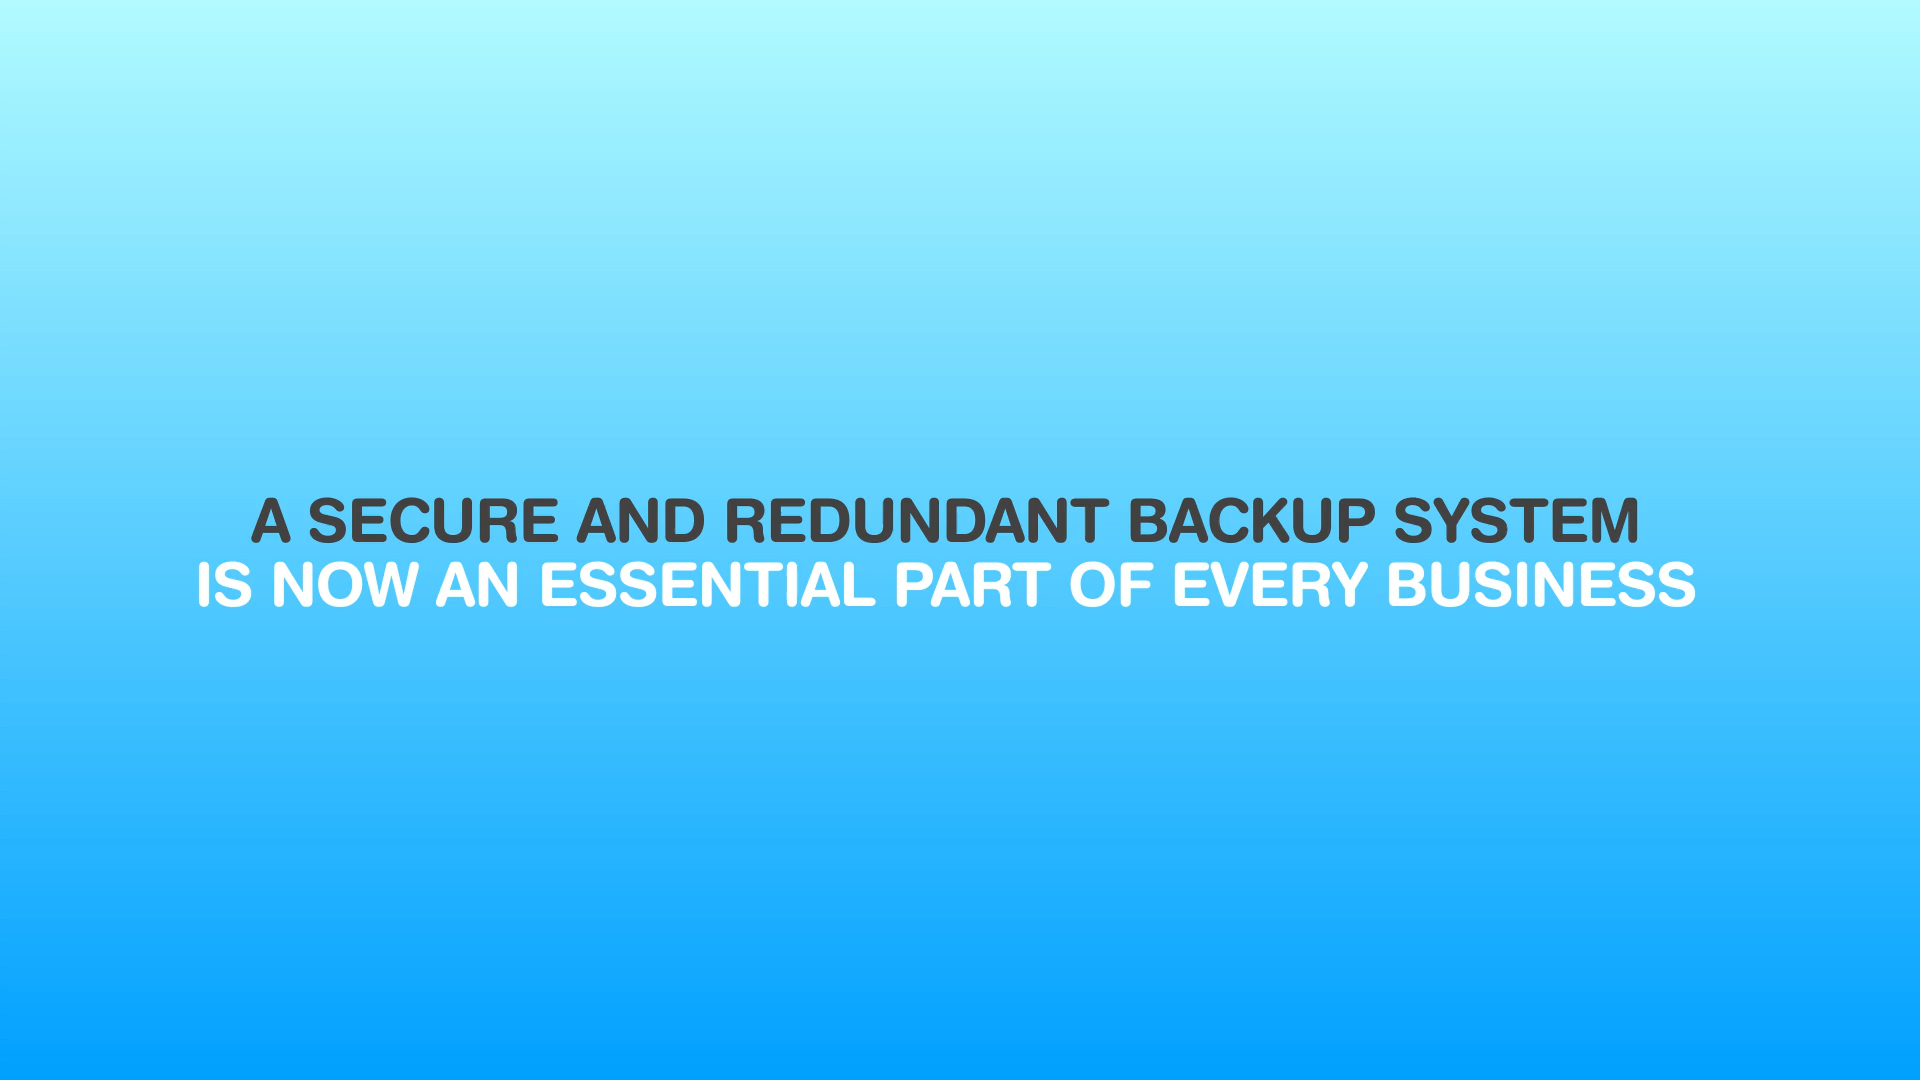 A SECURE AND REDUNDANT BACKUP SYSTEM
IS NOW AN ESSENTIAL PART OF EVERY BUSINESS